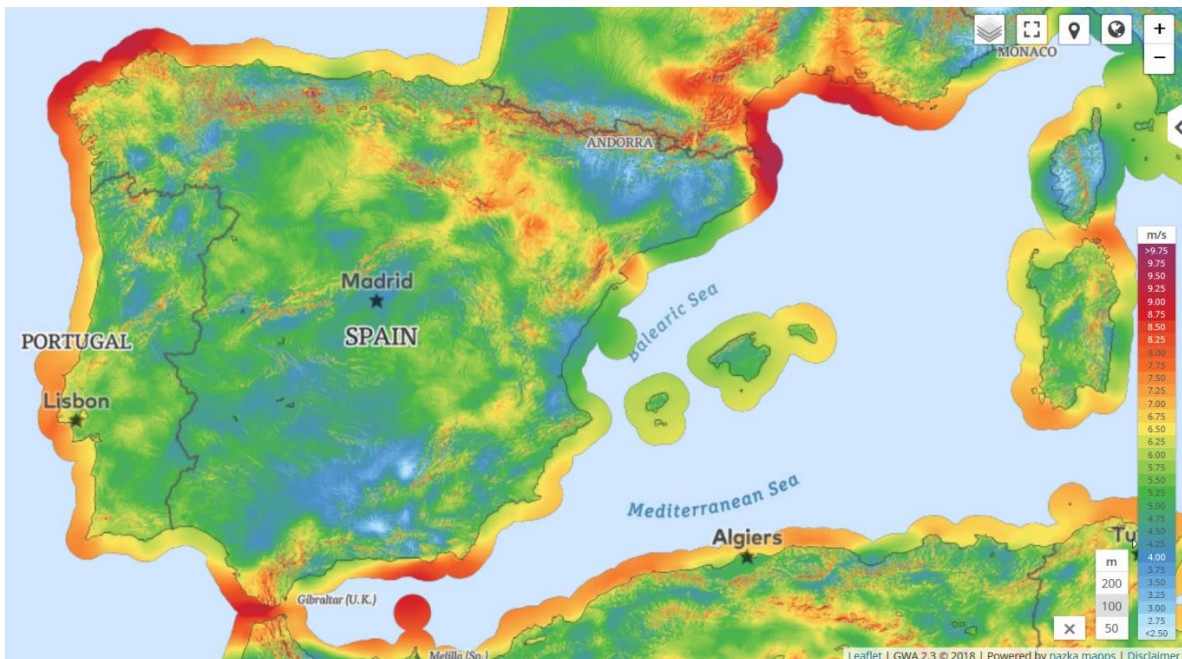 MONACO
+
−
ANDORRA
m/s
>9.75
9.75
9.50
9.25
9.00
8.75
8.50
8.25
8.00
7.75
7.50
7.25
7.00
6.75
6.50
6.25
6.00
5.75
5.50
5.25
5.00
4.75
4.50
4.25
4.00
3.75
3.50
3.25
3.00
2.75
<2.50
Madrid
SPAIN
PORTUGAL
Lisbon
Balearic Sea
Mediterranean Sea
Algiers
Tu
Gibraltar (U.K.)
Melilla (Sp.)
m
200
100
50
Leaflet | GWA 2.3 © 2018 | Powered by nazka mapps | Disclaimer